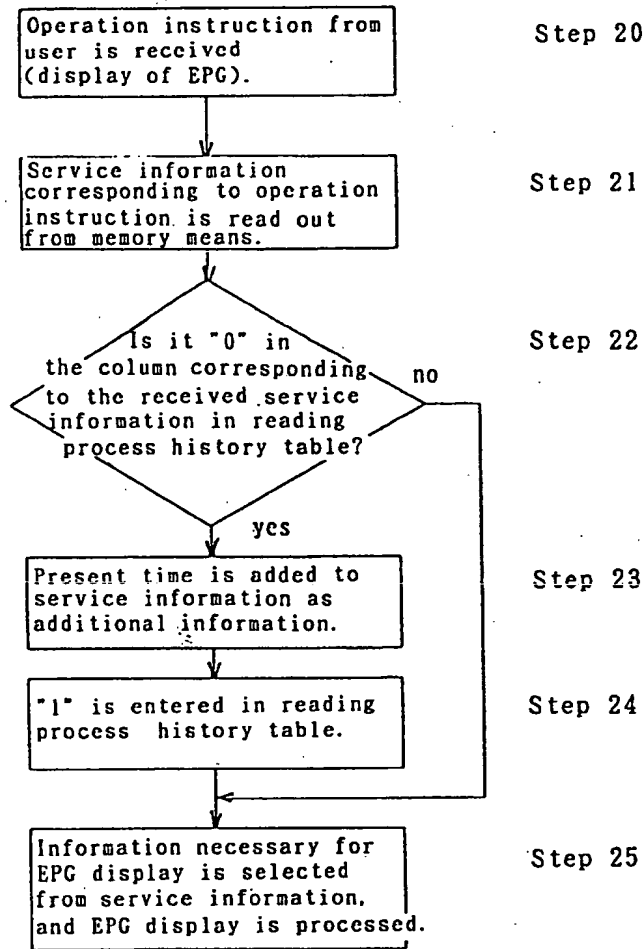 Operation instruction from
user is received
(display of EPG).
Step 20
Service information
corresponding to operation
instruction is read out
from memory means.
Step 21
Is it "0" in
the column corresponding
to the received service
information in reading
process history table?
Step 22
no
yes
Present time is added to
service information as
additional information.
Step 23
"1" is entered in reading
process history table.
Step 24
Information necessary for
EPG display is selected
from service information,
and EPG display is processed.
Step 25